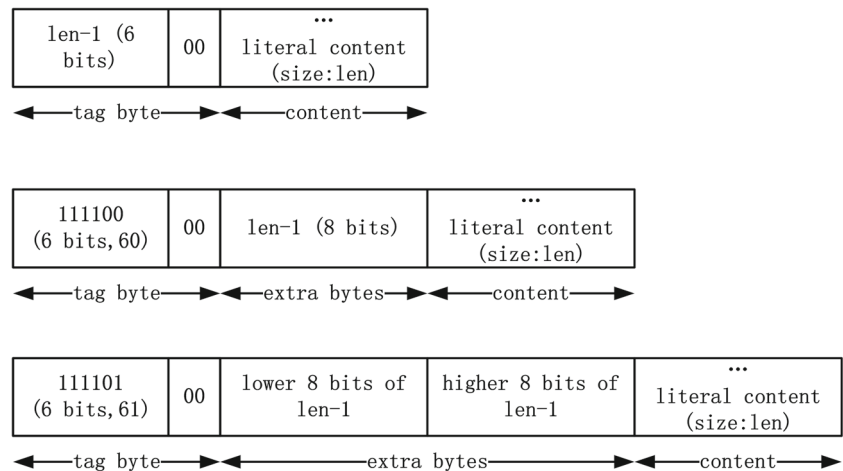 len-1 (6
bits)
00
...
literal content
(size:len)
tag byte
content
111100
(6 bits,60)
00
len-1 (8 bits)
...
literal content
(size:len)
tag byte
extra bytes
content
111101
(6 bits,61)
00
lower 8 bits of
len-1
higher 8 bits of
len-1
...
literal content
(size:len)
tag byte
extra bytes
content